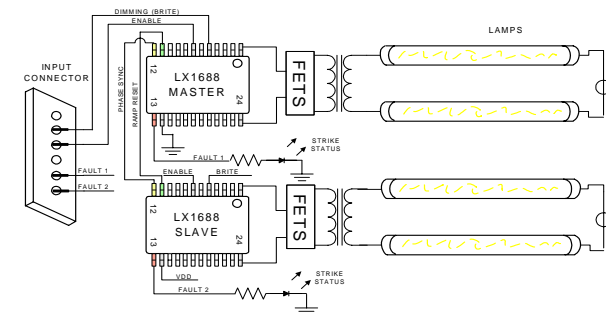 DIMMING (BRITE)
ENABLE
LAMPS
INPUT
CONNECTOR
PHASE SYNC
RAMP RESET
12
LX1688
MASTER
13
24
FETS
STRIKE
STATUS
FAULT 1
FAULT 1
FAULT 2
ENABLE
BRITE
12
LX1688
SLAVE
13
24
FETS
VDD
FAULT 2
STRIKE
STATUS